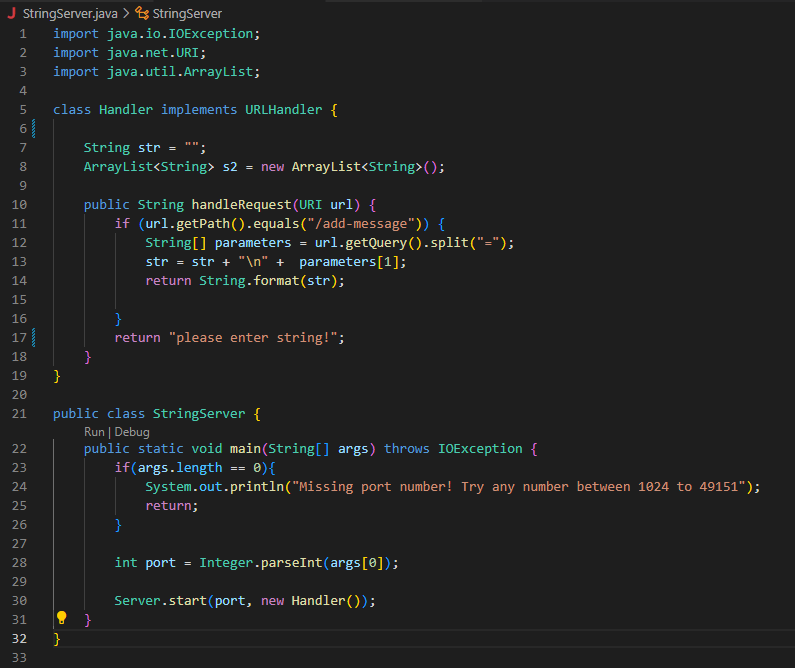 StringServer.java > StringServer
1 import java.io.IOException;
2 import java.net.URI;
3 import java.util.ArrayList;
4
5 class Handler implements URLHandler {
6
7 String str = "";
8 ArrayList<String> s2 = new ArrayList<String>();
9
10 public String handleRequest(URI url) {
11 if (url.getPath().equals("/add-message")) {
12 String[] parameters = url.getQuery().split("=");
13 str = str + "\n" +  parameters[1];
14 return String.format(str);
15
16 }
17 return "please enter string!";
18 }
19 }
20
21 public class StringServer {
Run | Debug
22 public static void main(String[] args) throws IOException {
23 if(args.length == 0){
24 System.out.println("Missing port number! Try any number between 1024 to 49151");
25 return;
26 }
27
28 int port = Integer.parseInt(args[0]);
29
30 Server.start(port, new Handler());
31 }
32 }
33